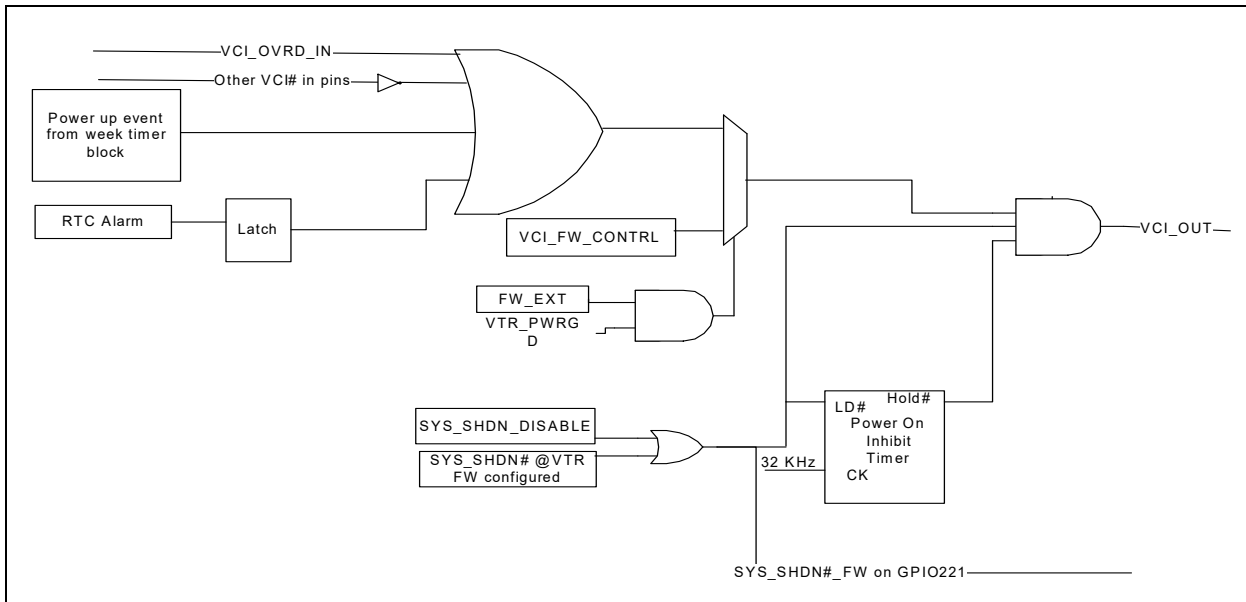 VCI_OVRD_IN
Other VCI# in pins
Power up event
from week timer
block
RTC Alarm
Latch
VCI_FW_CONTRL
FW_EXT
VTR_PWRG
D
VCI_OUT
SYS_SHDN_DISABLE
SYS_SHDN# @VTR
FW configured
32 KHz
LD#
Hold#
Power On
Inhibit
Timer
CK
SYS_SHDN#_FW on GPIO221